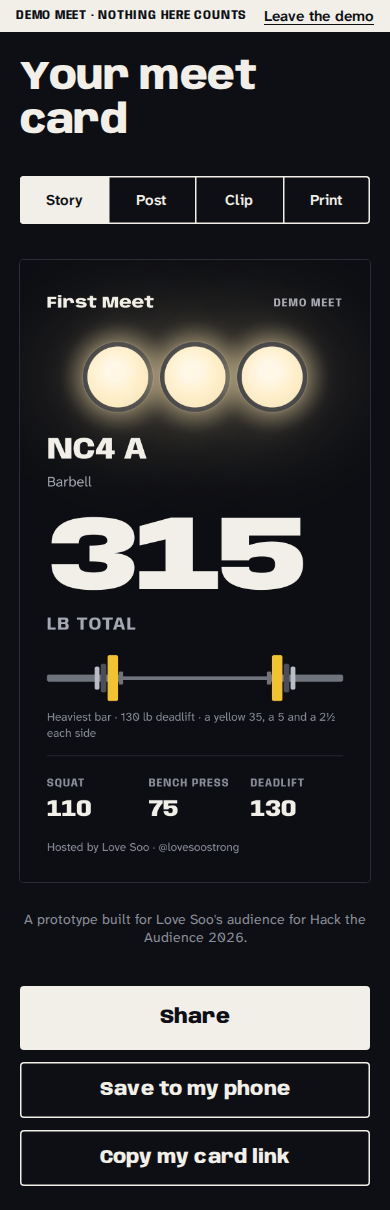 DEMO MEET · NOTHING HERE COUNTS
Leave the demo
Your meet
card
Story
Post
Clip
Print
First Meet
DEMO MEET
NC4 A
Barbell
315
LB TOTAL
Heaviest bar · 130 lb deadlift · a yellow 35, a 5 and a 2½
each side
SQUAT
BENCH PRESS
DEADLIFT
110
75
130
Hosted by Love Soo · @lovesoostrong
A prototype built for Love Soo's audience for Hack the
Audience 2026.
Share
Save to my phone
Copy my card link